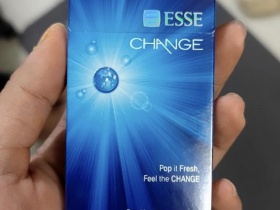 ESSE
CHANGE
Pop it Fresh,
Feel the CHANGE